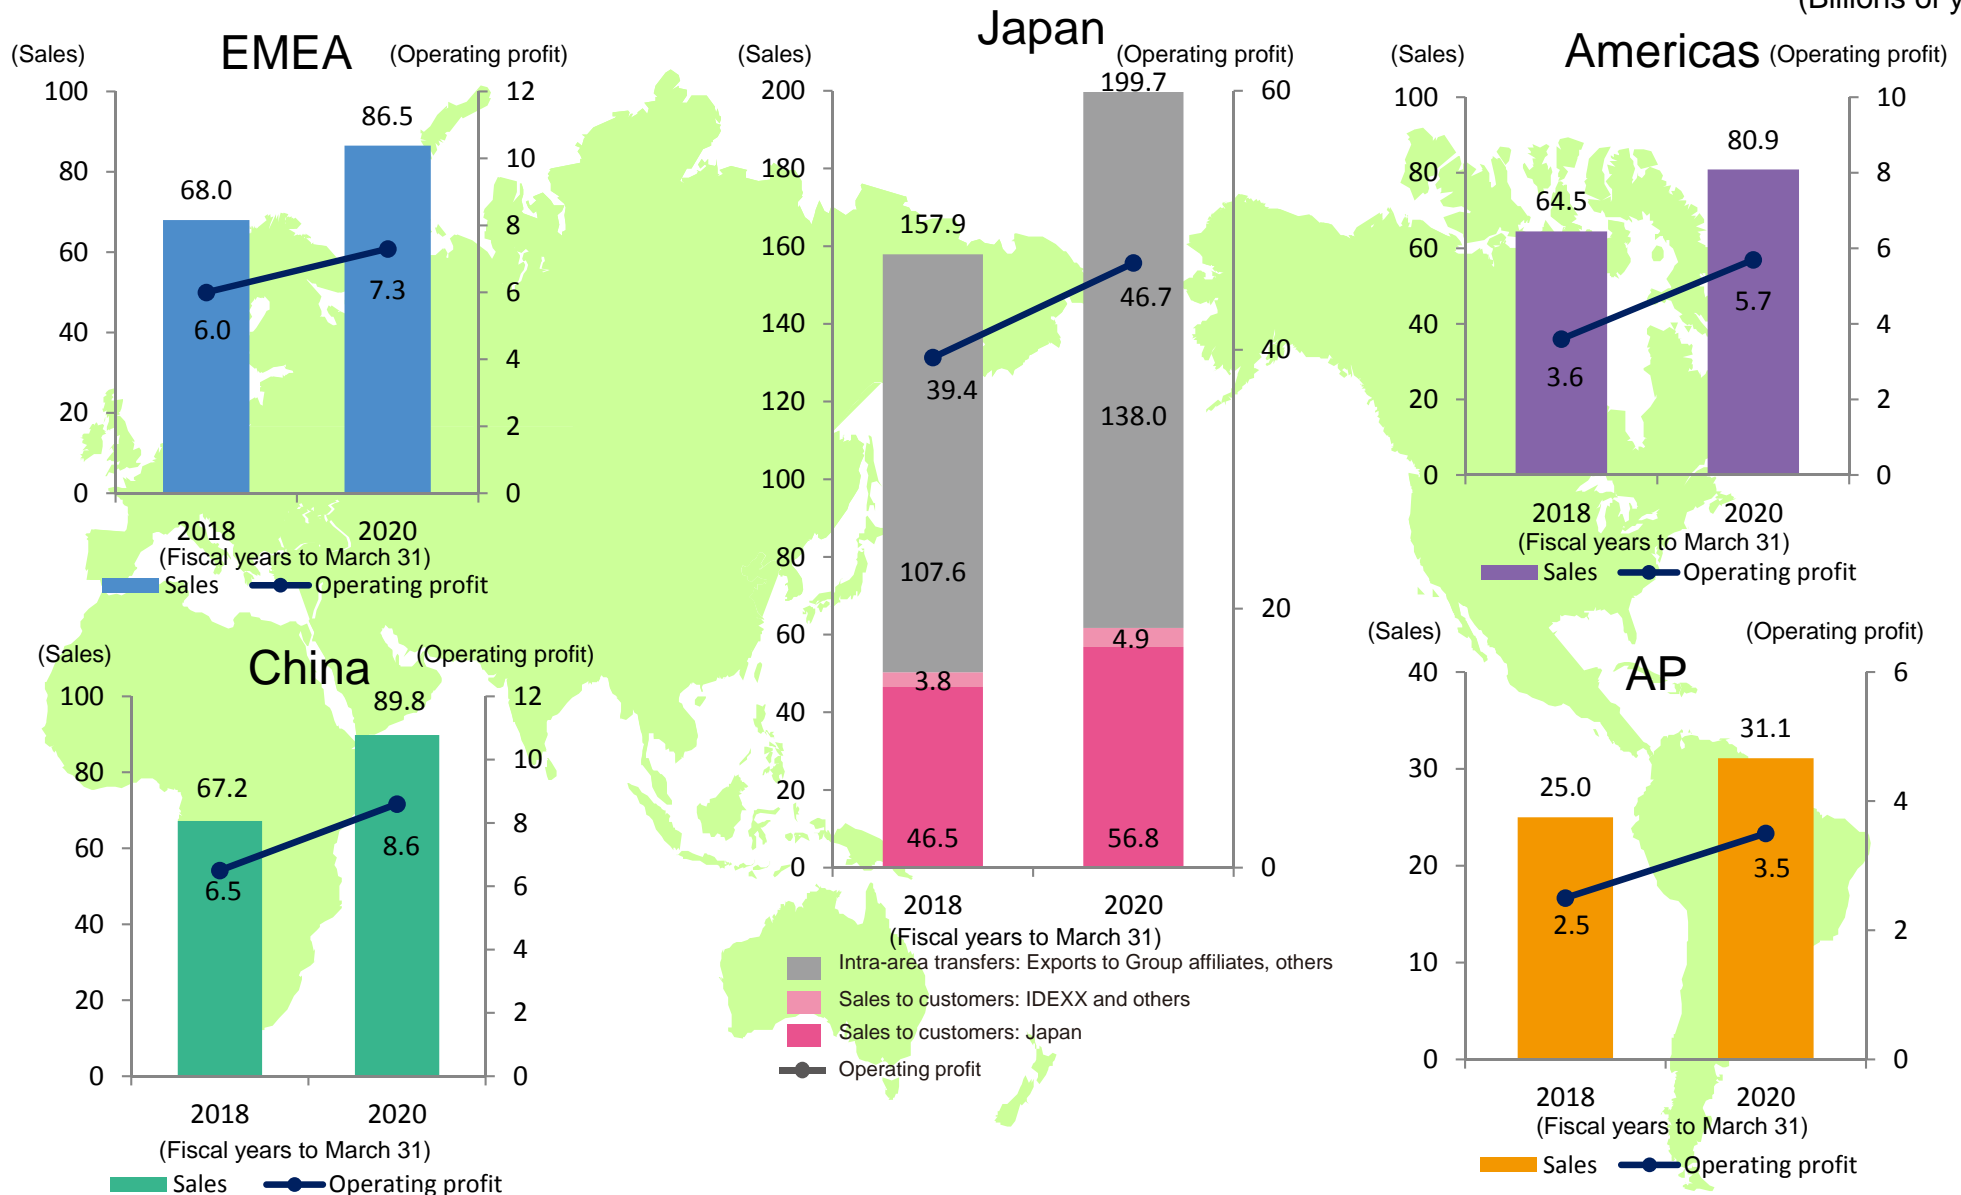 (Billions of y
EMEA
(Sales)
(Operating profit)
100
80
60
40
20
0
12
10
8
6
4
2
0
68.0
86.5
6.0
7.3
2018
2020
(Fiscal years to March 31)
Sales
Operating profit
Japan
(Sales)
(Operating profit)
200
180
160
140
120
100
80
60
40
20
0
60
40
20
0
157.9
199.7
39.4
46.7
107.6
138.0
3.8
4.9
46.5
56.8
2018
2020
(Fiscal years to March 31)
Intra-area transfers: Exports to Group affiliates, others
Sales to customers: IDEXX and others
Sales to customers: Japan
Operating profit
Americas
(Sales)
(Operating profit)
100
80
60
40
20
0
10
8
6
4
2
0
64.5
80.9
3.6
5.7
2018
2020
(Fiscal years to March 31)
Sales
Operating profit
China
(Sales)
(Operating profit)
100
80
60
40
20
0
12
10
8
6
4
2
0
67.2
89.8
6.5
8.6
2018
2020
(Fiscal years to March 31)
Sales
Operating profit
AP
(Sales)
(Operating profit)
40
30
20
10
0
6
4
2
0
25.0
31.1
2.5
3.5
2018
2020
(Fiscal years to March 31)
Sales
Operating profit